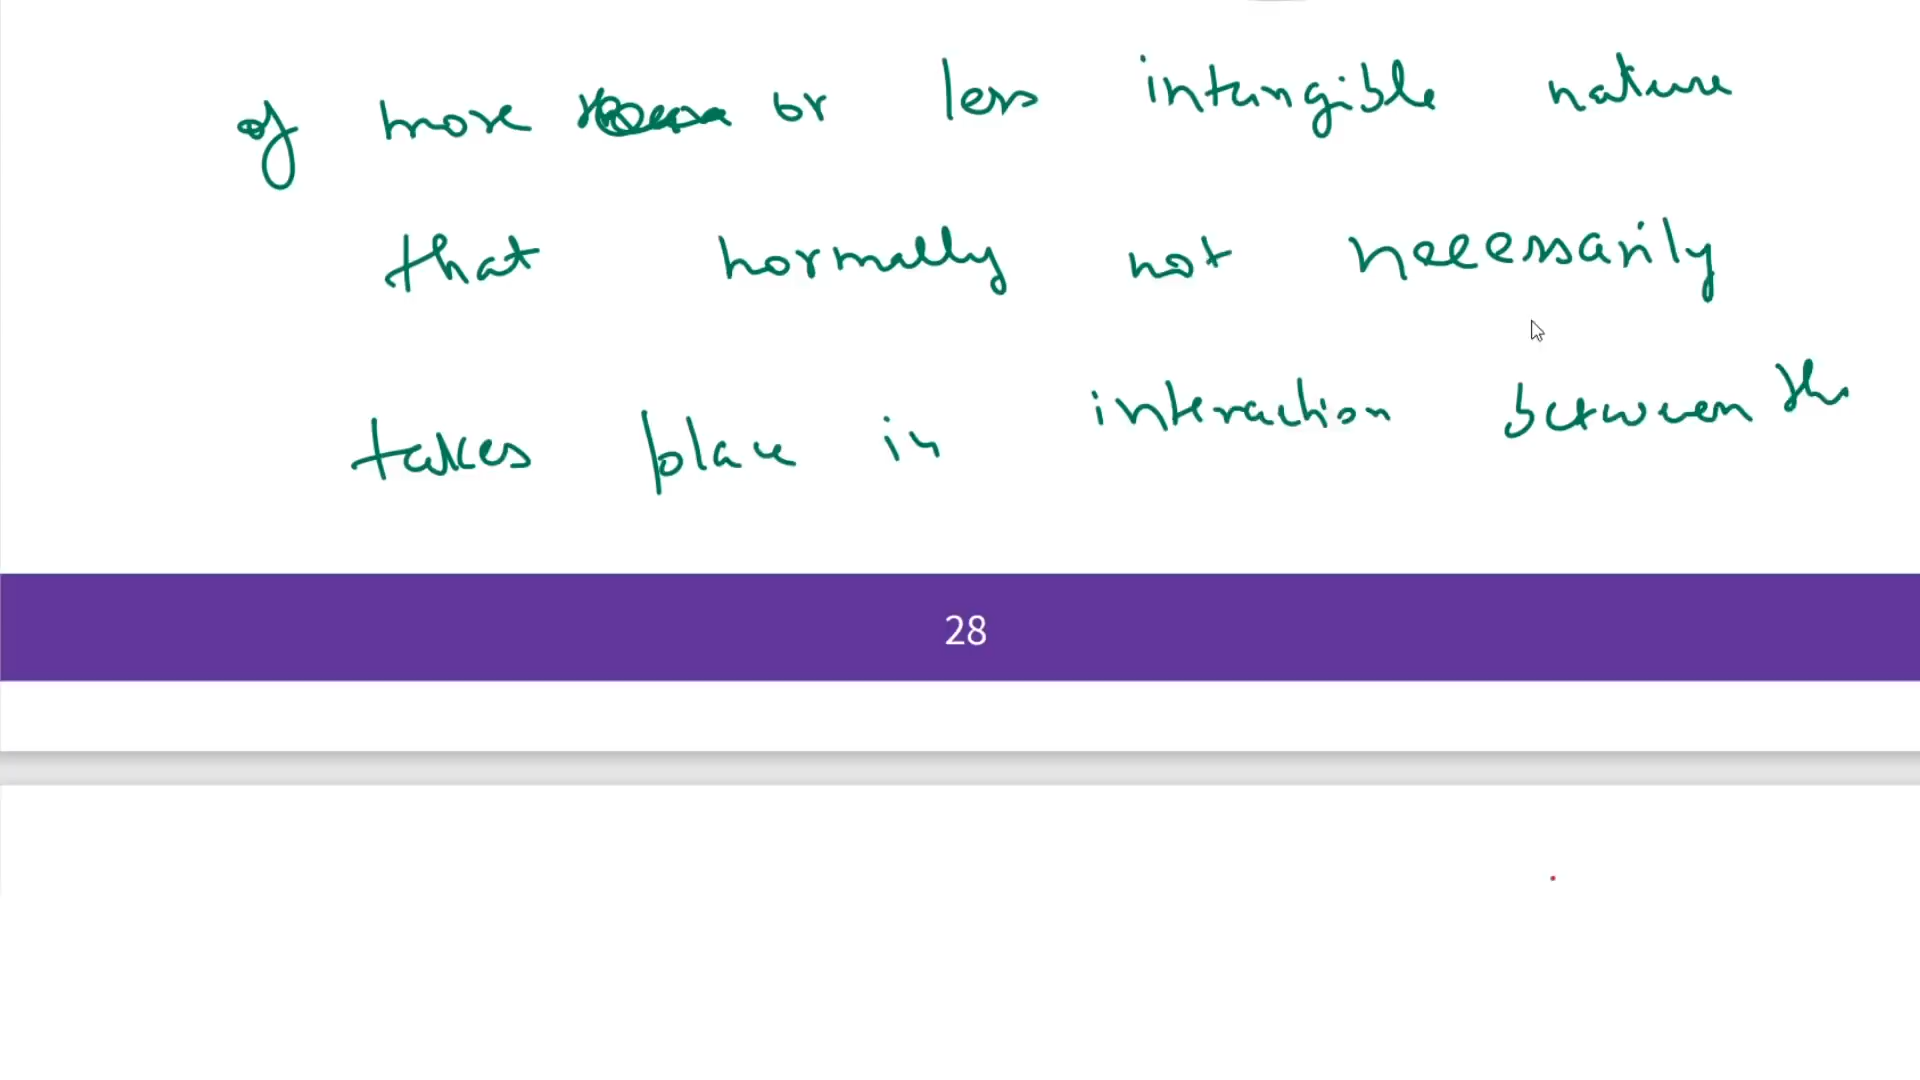 of more or less intangible nature
that normally not necessarily
takes place in interaction between the
28